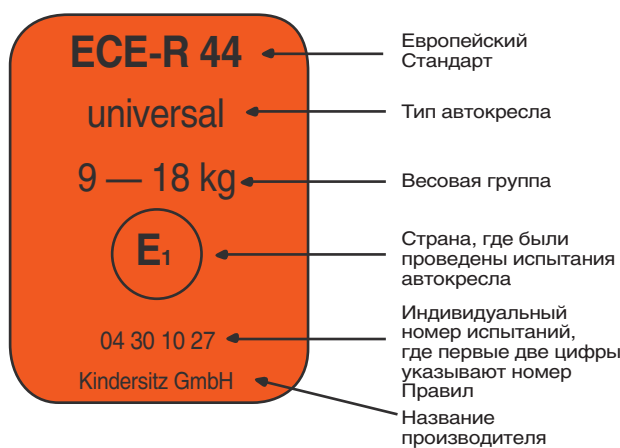 ECE-R 44
Европейский
Стандарт
universal
Тип автокресла
9 — 18 kg
Весовая группа
E1
Страна, где были
проведены испытания
автокресла
04 30 10 27
Индивидуальный
номер испытаний,
где первые две цифры
указывают номер
Правил
Kindersitz GmbH
Название
производителя